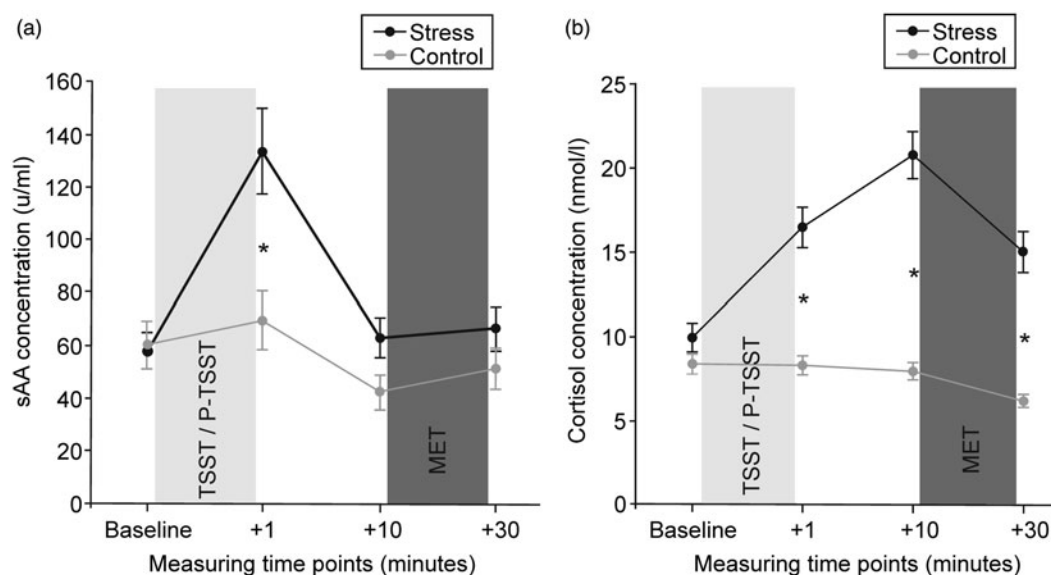 (a)
Stress
Control
160
140
120
100
80
60
40
20
0
sAA concentration (u/ml)
*
TSST / P-TSST
MET
Baseline
+1
+10
+30
Measuring time points (minutes)
(b)
Stress
Control
25
20
15
10
5
0
Cortisol concentration (nmol/l)
*
*
*
TSST / P-TSST
MET
Baseline
+1
+10
+30
Measuring time points (minutes)